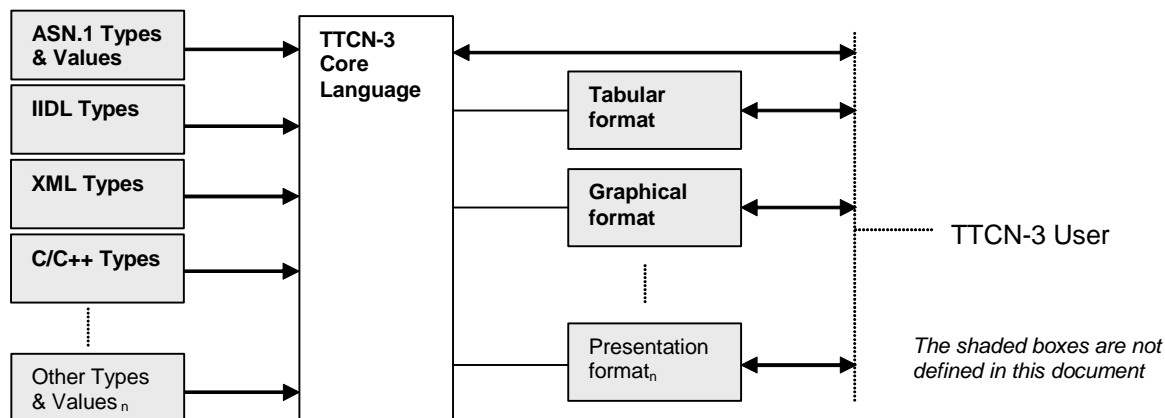 ASN.1 Types
& Values
IIDL Types
XML Types
C/C++ Types
Other Types
& Valuesₙ
TTCN-3
Core
Language
Tabular
format
Graphical
format
Presentation
formatₙ
TTCN-3 User
The shaded boxes are not
defined in this document